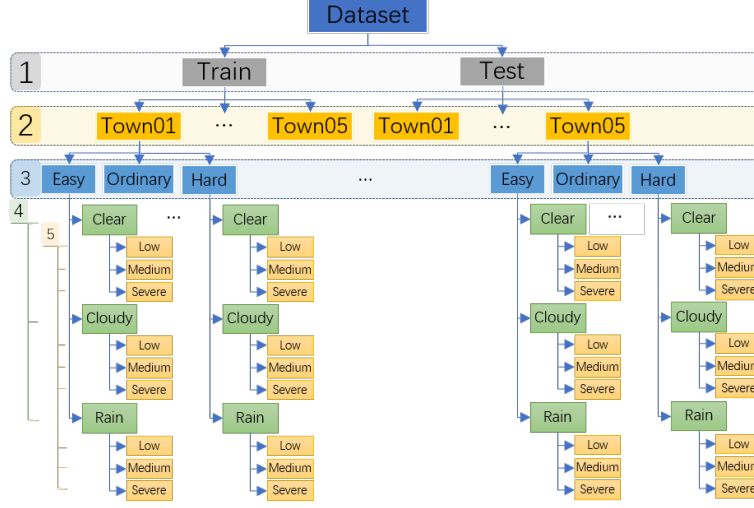 Dataset
1 Train Test
2 Town01 ... Town05 Town01 ... Town05
3 Easy Ordinary Hard ... Easy Ordinary Hard
4 Clear ... Clear Clear ... Clear
5 Low Low Low Low
Medium Medium Medium Medium
Severe Severe Severe Severe
Cloudy Cloudy Cloudy Cloudy
Low Low Low Low
Medium Medium Medium Medium
Severe Severe Severe Severe
Rain Rain Rain Rain
Low Low Low Low
Medium Medium Medium Medium
Severe Severe Severe Severe